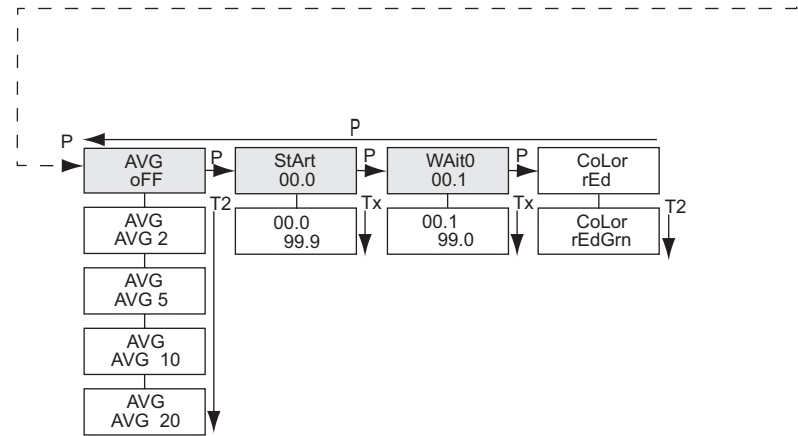 P
P
AVG
oFF
P
StArt
00.0
P
WAit0
00.1
P
CoLor
rEd
T2
Tx
Tx
T2
AVG
AVG 2
00.0
99.9
00.1
99.0
CoLor
rEdGrn
AVG
AVG 5
AVG
AVG 10
AVG
AVG 20